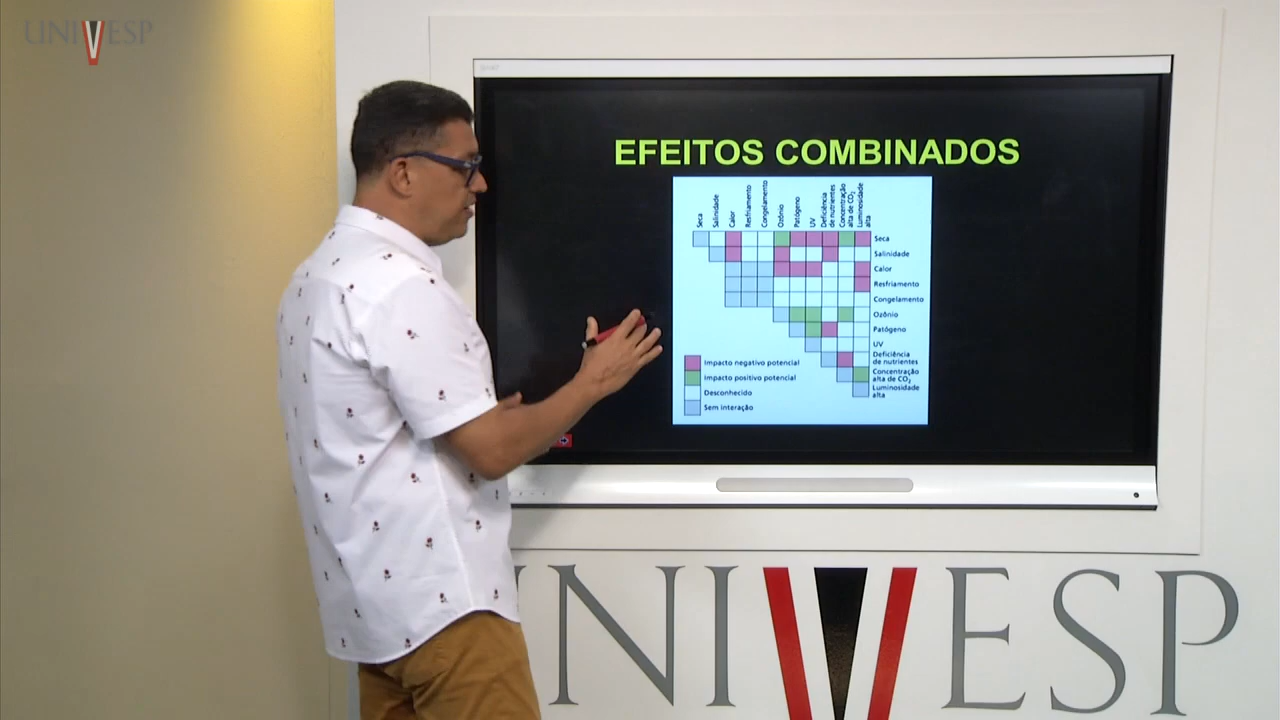 UNIVESP
EFEITOS COMBINADOS
Seca
Salinidade
Calor
Resfriamento
Congelamento
Ozônio
Patógeno
UV
Deficiência
de nutrientes
Concentração
alta de CO2
Luminosidade
alta
Seca
Salinidade
Calor
Resfriamento
Congelamento
Ozônio
Patógeno
UV
Deficiência
de nutrientes
Concentração
alta de CO2
Luminosidade
alta
Impacto negativo potencial
Impacto positivo potencial
Desconhecido
Sem interação
UNIVESP